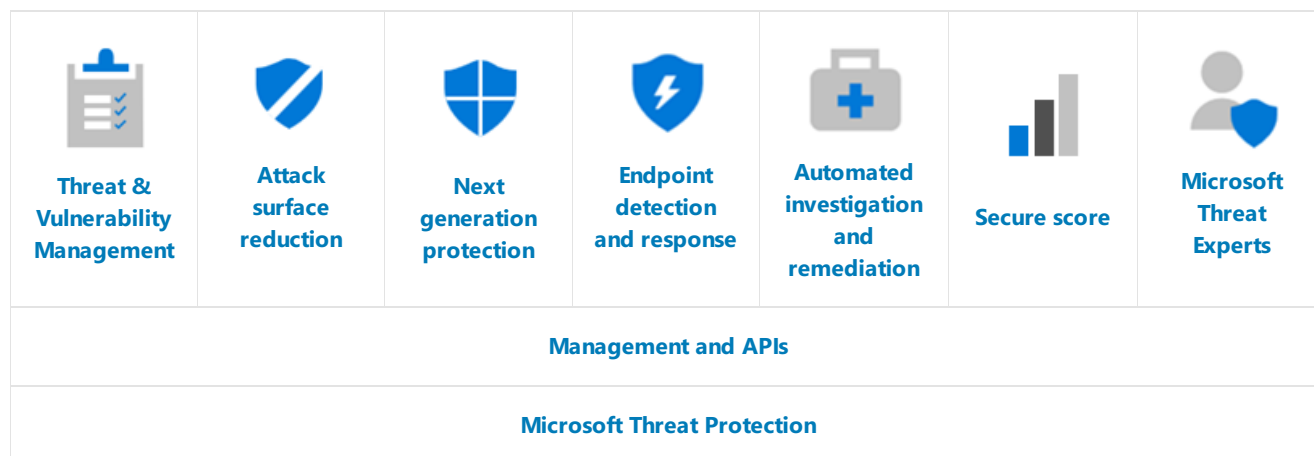 Threat &
Vulnerability
Management
Attack
surface
reduction
Next
generation
protection
Endpoint
detection
and response
Automated
investigation
and
remediation
Secure score
Microsoft
Threat
Experts
Management and APIs
Microsoft Threat Protection